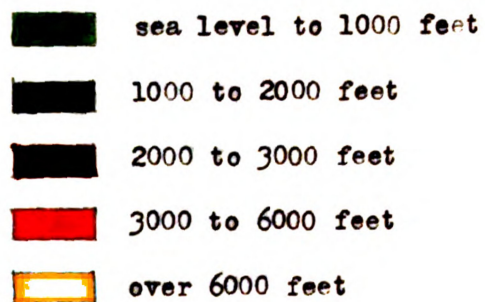 sea level to 1000 feet
1000 to 2000 feet
2000 to 3000 feet
3000 to 6000 feet
over 6000 feet